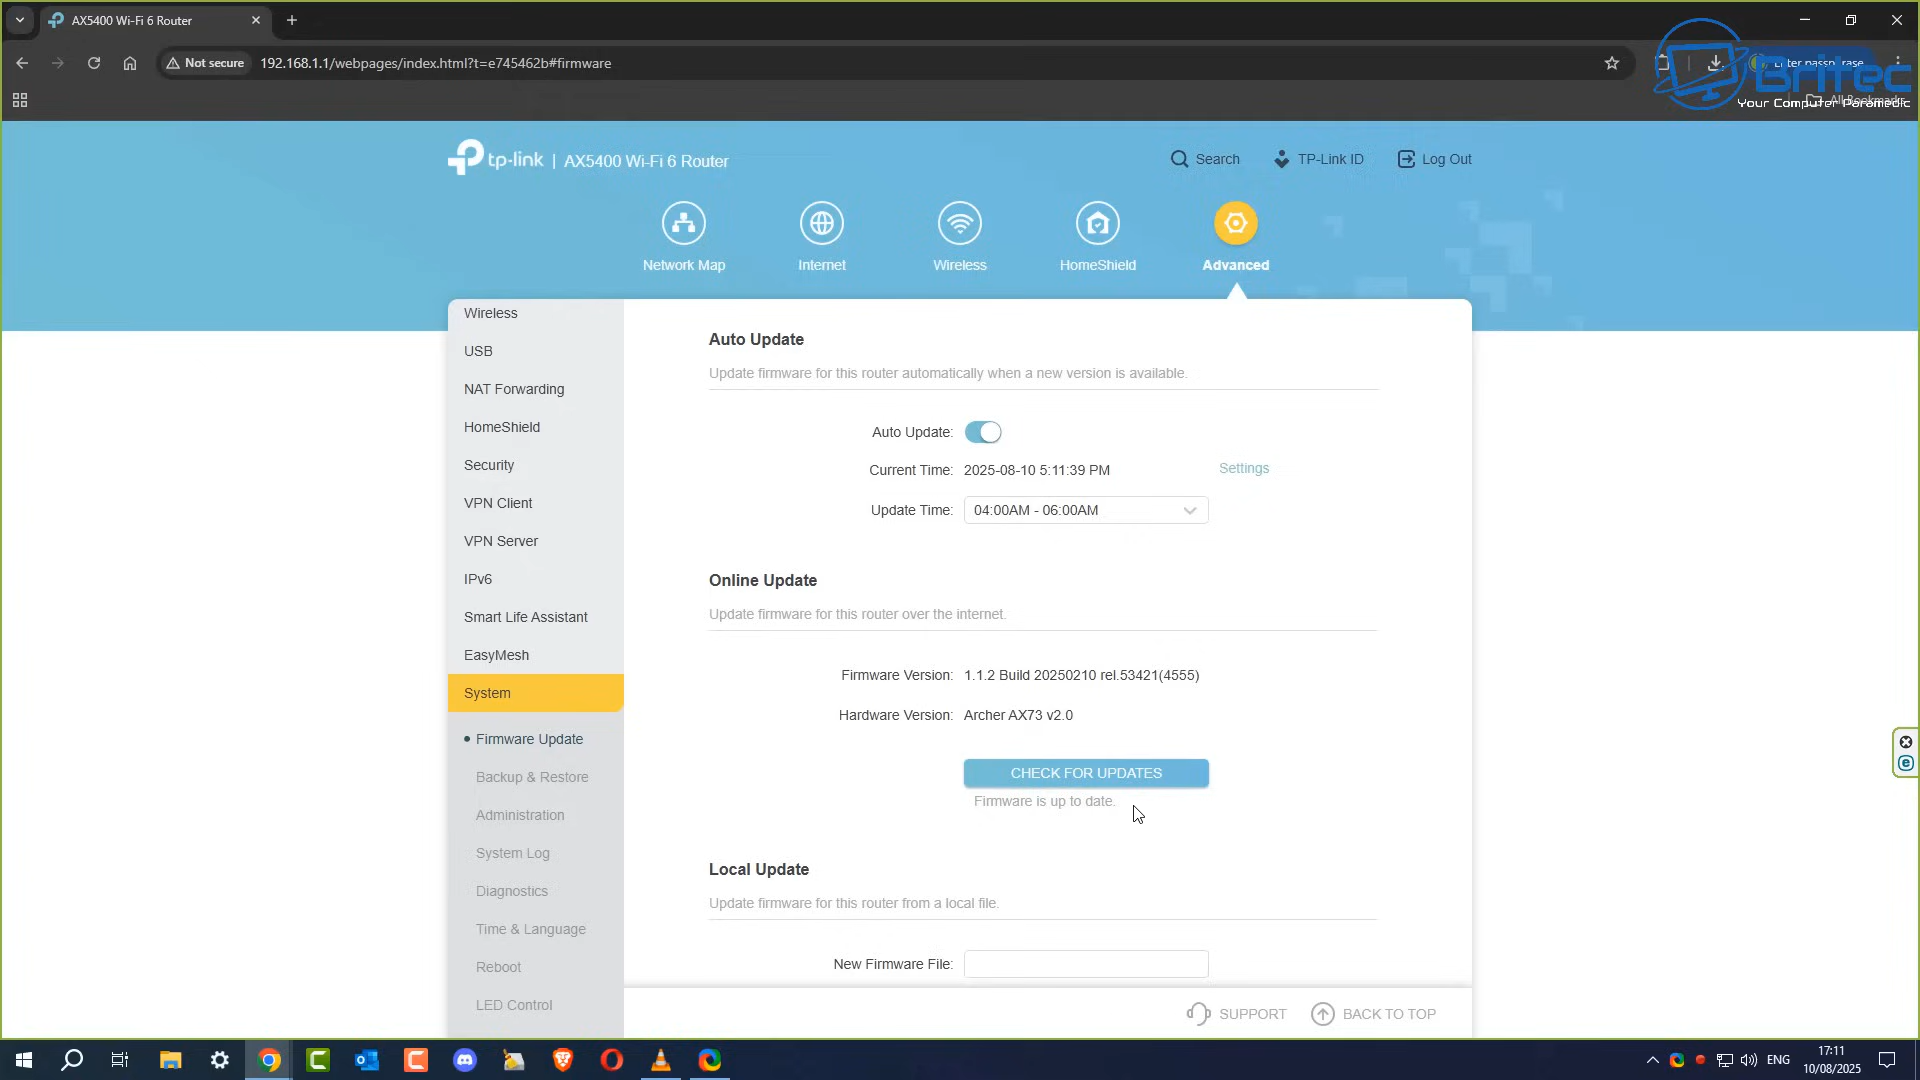 AX5400 Wi-Fi 6 Router
Not secure
192.168.1.1/webpages/index.html?t=e745462b#firmware
Enter passphrase
Britec
All Bookmarks
Your Computer Paramedic
tp-link | AX5400 Wi-Fi 6 Router
Search
TP-Link ID
Log Out
Network Map
Internet
Wireless
HomeShield
Advanced
Wireless
USB
NAT Forwarding
HomeShield
Security
VPN Client
VPN Server
IPv6
Smart Life Assistant
EasyMesh
System
Firmware Update
Backup & Restore
Administration
System Log
Diagnostics
Time & Language
Reboot
LED Control
Auto Update
Update firmware for this router automatically when a new version is available.
Auto Update:
Current Time: 2025-08-10 5:11:39 PM Settings
Update Time: 04:00AM - 06:00AM
Online Update
Update firmware for this router over the internet.
Firmware Version: 1.1.2 Build 20250210 rel.53421(4555)
Hardware Version: Archer AX73 v2.0
CHECK FOR UPDATES
Firmware is up to date.
Local Update
Update firmware for this router from a local file.
New Firmware File:
SUPPORT
BACK TO TOP
ENG
17:11
10/08/2025